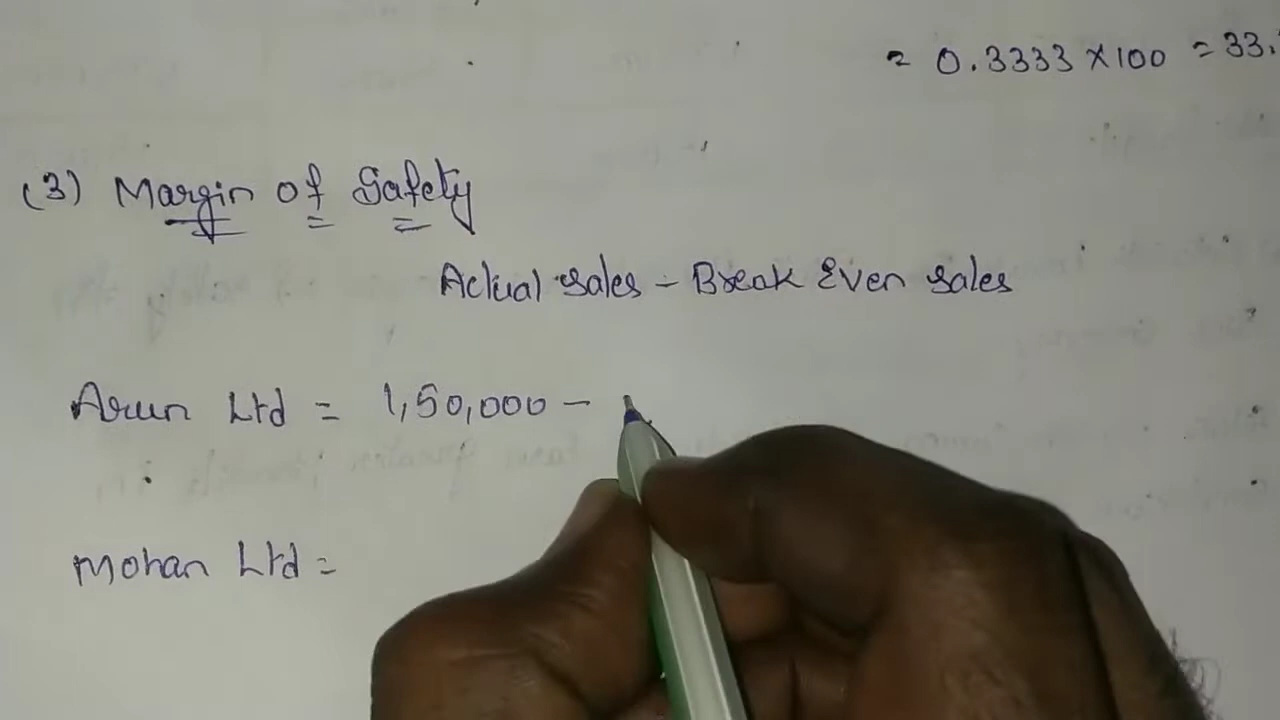 = 0.3333 × 100 = 33.
(3) Margin of Safety
Actual Sales - Break Even Sales
Arun Ltd = 1,50,000 -
Mohan Ltd =